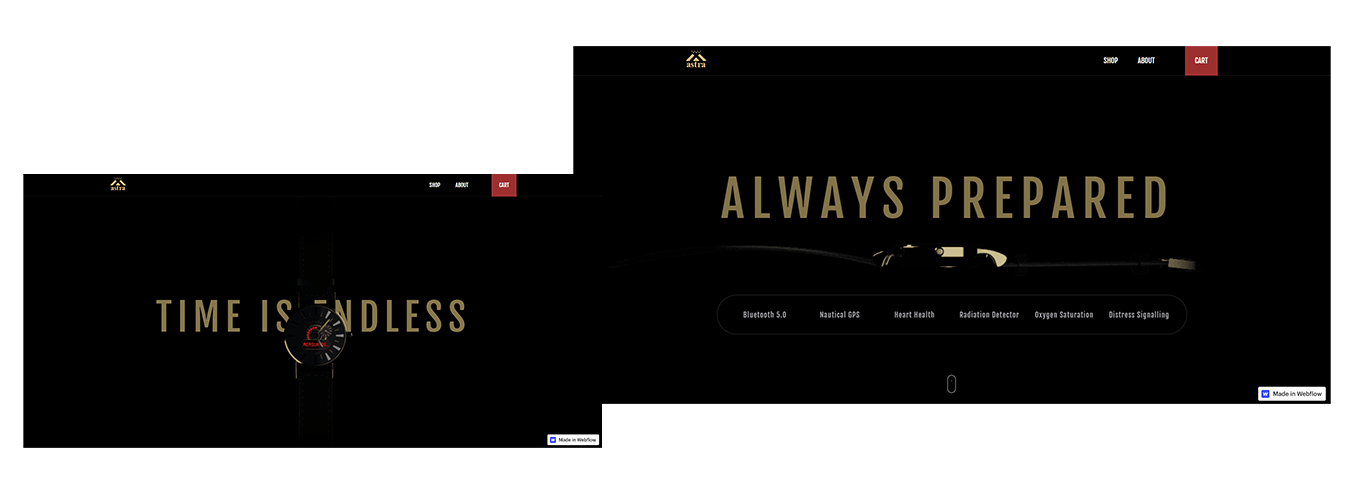 astra
SHOP
ABOUT
CART
TIME IS ENDLESS
Made in Webflow
astra
SHOP
ABOUT
CART
ALWAYS PREPARED
Bluetooth 5.0
Nautical GPS
Heart Health
Radiation Detector
Oxygen Saturation
Distress Signalling
Made in Webflow